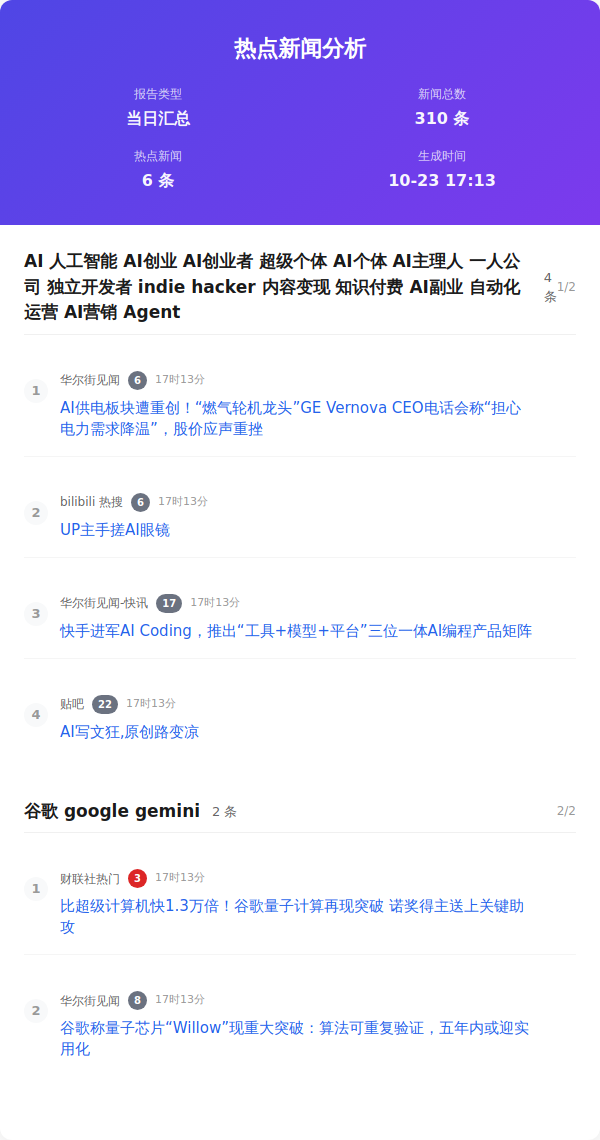 热点新闻分析
报告类型
新闻总数
当日汇总
310 条
热点新闻
生成时间
6 条
10-23 17:13
AI 人工智能 AI创业 AI创业者 超级个体 AI个体 AI主理人 一人公
司 独立开发者 indie hacker 内容变现 知识付费 AI副业 自动化
运营 AI营销 Agent
4
条
1/2
1
华尔街见闻 6 17时13分
AI供电板块遭重创！“燃气轮机龙头”GE Vernova CEO电话会称“担心
电力需求降温”，股价应声重挫
2
bilibili 热搜 6 17时13分
UP主手搓AI眼镜
3
华尔街见闻-快讯 17 17时13分
快手进军AI Coding，推出“工具+模型+平台”三位一体AI编程产品矩阵
4
贴吧 22 17时13分
AI写文狂,原创路变凉
谷歌 google gemini 2 条 2/2
1
财联社热门 3 17时13分
比超级计算机快1.3万倍！谷歌量子计算再现突破 诺奖得主送上关键助
攻
2
华尔街见闻 8 17时13分
谷歌称量子芯片“Willow”现重大突破：算法可重复验证，五年内或迎实
用化